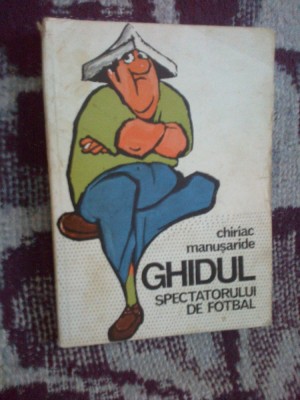 chiriac
manușaride
GHIDUL
SPECTATORULUI
DE FOTBAL